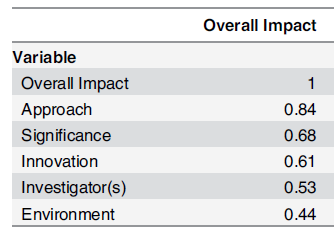 Overall Impact
Variable
Overall Impact 1
Approach 0.84
Significance 0.68
Innovation 0.61
Investigator(s) 0.53
Environment 0.44